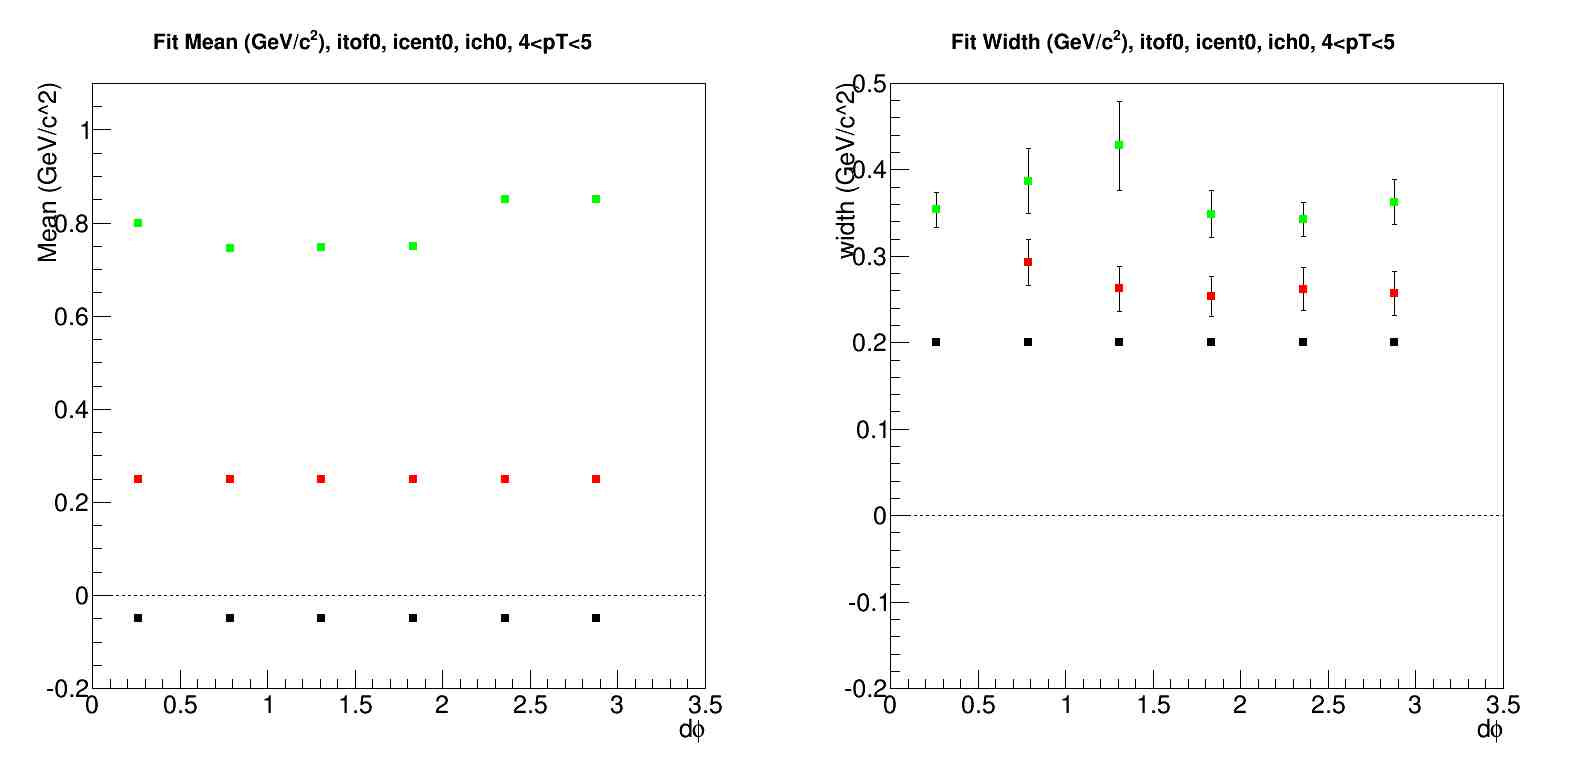 Fit Mean (GeV/c²), itof0, icent0, ich0, 4<pT<5
Mean (GeV/c^2)
1
0.8
0.6
0.4
0.2
0
-0.2
0 0.5 1 1.5 2 2.5 3 3.5
dϕ
Fit Width (GeV/c²), itof0, icent0, ich0, 4<pT<5
width (GeV/c^2)
0.5
0.4
0.3
0.2
0.1
0
-0.1
-0.2
0 0.5 1 1.5 2 2.5 3 3.5
dϕ